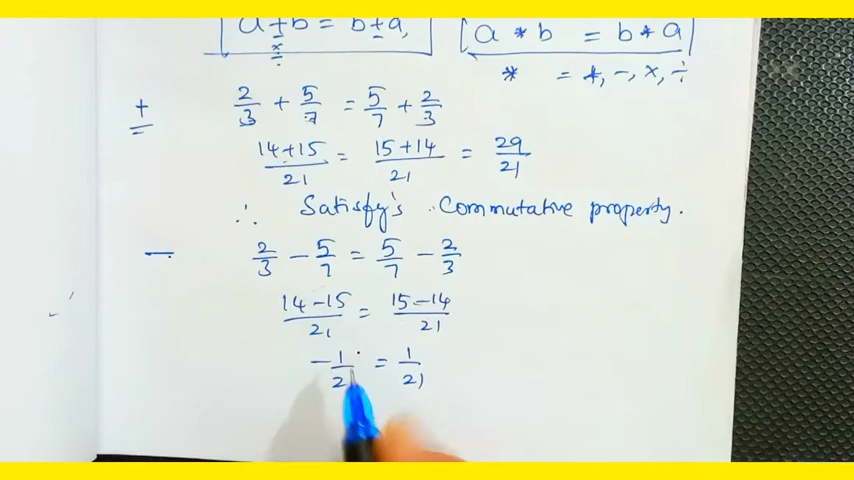 a + b = b ± a, [a * b = b * a]
×
÷
* = +, -, ×, ÷
+ 2/3 + 5/7 = 5/7 + 2/3
14+15/21 = 15+14/21 = 29/21
∴ Satisfy's Commutative property.
- 2/3 - 5/7 = 5/7 - 2/3
14-15/21 = 15-14/21
-1/21 = 1/21